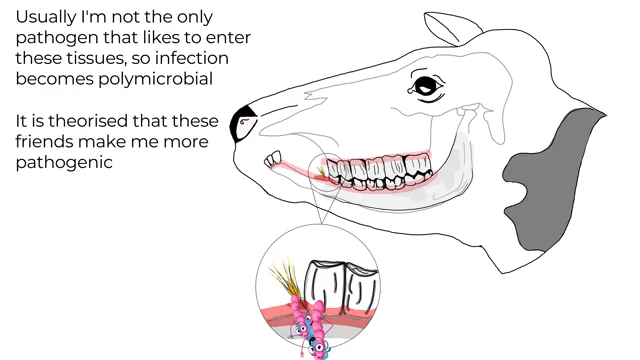 Usually I'm not the only
pathogen that likes to enter
these tissues, so infection
becomes polymicrobial
It is theorised that these
friends make me more
pathogenic